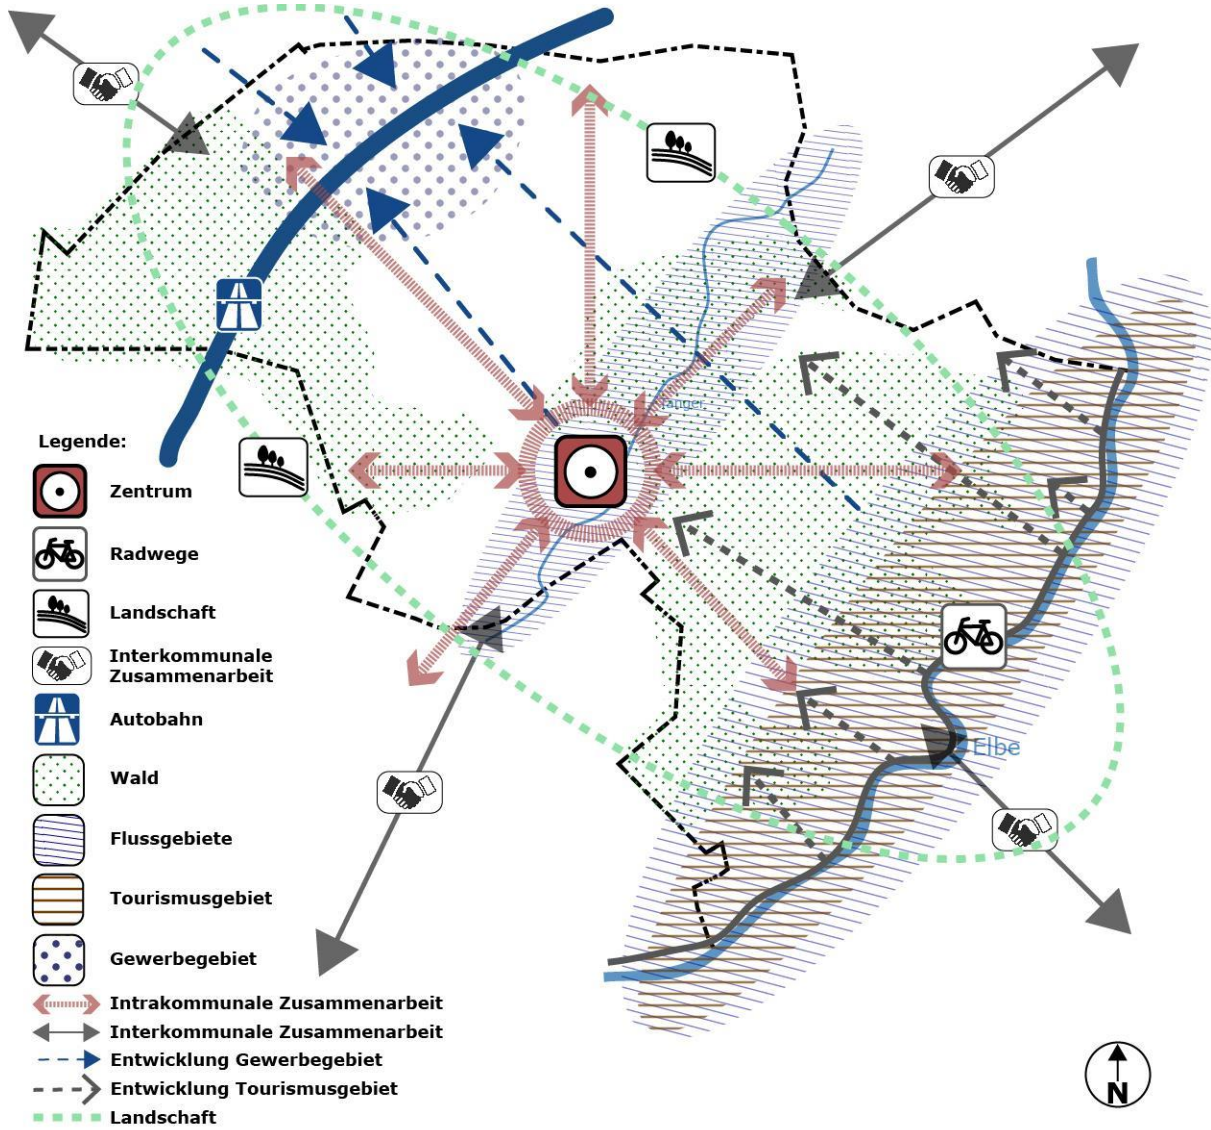 Tanger
Elbe
Legende:
Zentrum
Radwege
Landschaft
Interkommunale
Zusammenarbeit
Autobahn
Wald
Flussgebiete
Tourismusgebiet
Gewerbegebiet
Intrakommunale Zusammenarbeit
Interkommunale Zusammenarbeit
Entwicklung Gewerbegebiet
Entwicklung Tourismusgebiet
Landschaft
N